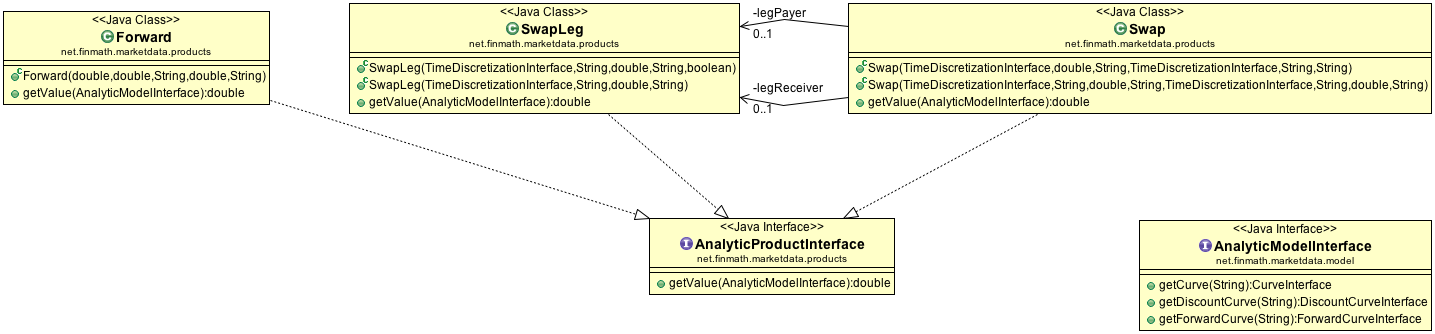 <<Java Class>>
Forward
net.finmath.marketdata.products
Forward(double,double,String,double,String)
getValue(AnalyticModelInterface):double
<<Java Class>>
SwapLeg
net.finmath.marketdata.products
SwapLeg(TimeDiscretizationInterface,String,double,String,boolean)
SwapLeg(TimeDiscretizationInterface,String,double,String)
getValue(AnalyticModelInterface):double
-legPayer
0..1
-legReceiver
0..1
<<Java Class>>
Swap
net.finmath.marketdata.products
Swap(TimeDiscretizationInterface,double,String,TimeDiscretizationInterface,String,String)
Swap(TimeDiscretizationInterface,String,double,String,TimeDiscretizationInterface,String,double,String)
getValue(AnalyticModelInterface):double
<<Java Interface>>
AnalyticProductInterface
net.finmath.marketdata.products
getValue(AnalyticModelInterface):double
<<Java Interface>>
AnalyticModelInterface
net.finmath.marketdata.model
getCurve(String):CurveInterface
getDiscountCurve(String):DiscountCurveInterface
getForwardCurve(String):ForwardCurveInterface